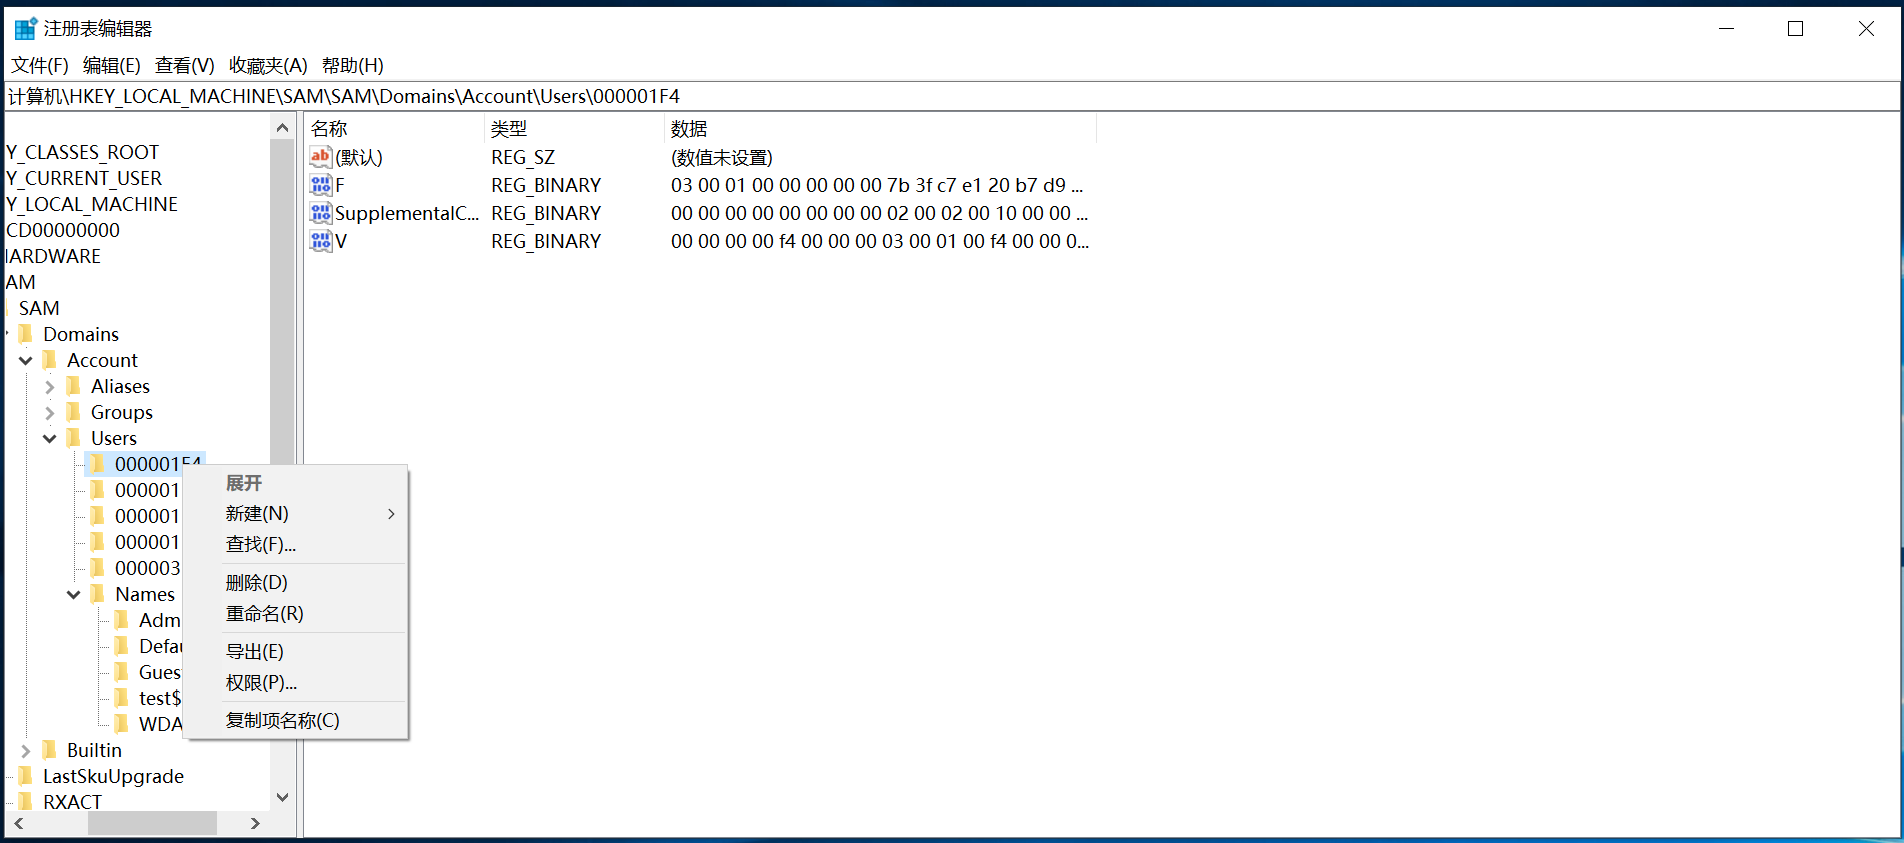 注册表编辑器
文件(F) 编辑(E) 查看(V) 收藏夹(A) 帮助(H)
计算机\HKEY_LOCAL_MACHINE\SAM\SAM\Domains\Account\Users\000001F4
Y_CLASSES_ROOT
Y_CURRENT_USER
Y_LOCAL_MACHINE
CD00000000
HARDWARE
AM
SAM
Domains
Account
Aliases
Groups
Users
000001F4
000001
000001
000001
000003
Names
Adm
Defau
Gues
test$
WDA
Builtin
LastSkuUpgrade
RXACT
名称 类型 数据
(默认) REG_SZ (数值未设置)
F REG_BINARY 03 00 01 00 00 00 00 00 7b 3f c7 e1 20 b7 d9 ...
SupplementalC... REG_BINARY 00 00 00 00 00 00 00 00 02 00 02 00 10 00 00 ...
V REG_BINARY 00 00 00 00 f4 00 00 00 03 00 01 00 f4 00 00 0...
展开
新建(N)
查找(F)...
删除(D)
重命名(R)
导出(E)
权限(P)...
复制项名称(C)